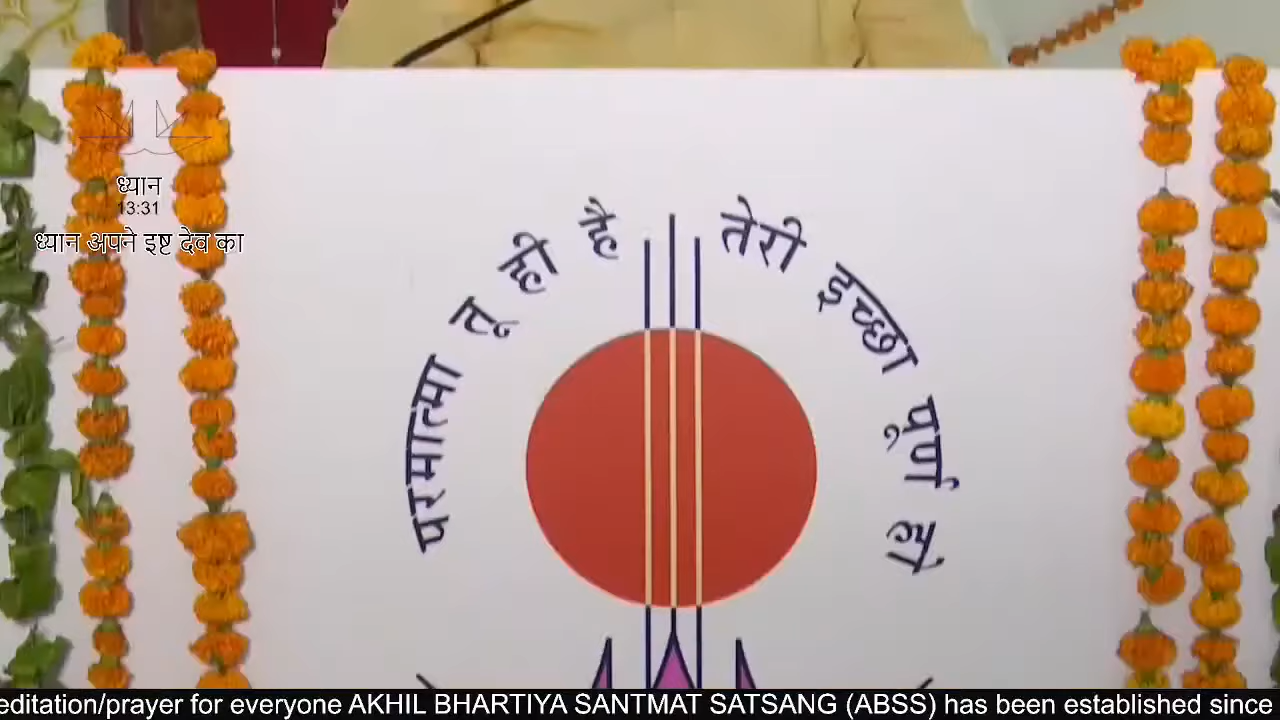 ध्यान
13:31
ध्यान अपने इष्ट देव का
परमात्मा तू ही है तेरी इच्छा पूर्ण हो
editation/prayer for everyone AKHIL BHARTIYA SANTMAT SATSANG (ABSS) has been established since